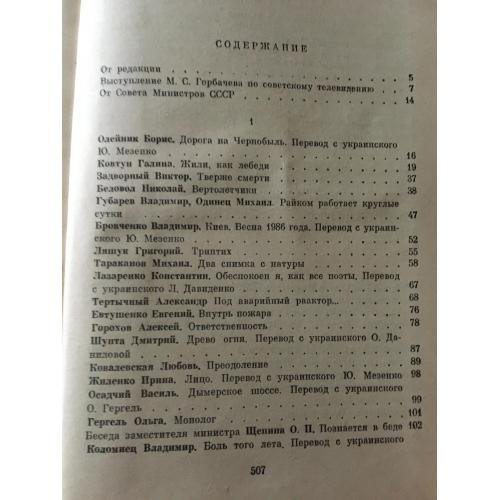 СОДЕРЖАНИЕ
От редакции . . . . . . . . . . . . . . 5
Выступление М. С. Горбачева по советскому телевидению . . 7
От Совета Министров СССР . . . . . . . . . . 14
1
Олейник Борис. Дорога на Чернобыль. Перевод с украинского
Ю. Мезенко . . . . . . . . . . . . . . 16
Ковтун Галина. Жили, как лебеди . . . . . . . . 19
Задворный Виктор. Тверже смерти . . . . . . . . 37
Беловол Николай. Вертолетчики . . . . . . . . 38
Губарев Владимир, Одинец Михаил. Райком работает круглые
сутки . . . . . . . . . . . . . . . 47
Бровченко Владимир. Киев. Весна 1986 года. Перевод с украин-
ского Ю. Мезенко . . . . . . . . . . . . 52
Ляшук Григорий. Триптих . . . . . . . . . . 55
Тараканов Михаил. Два снимка с натуры . . . . . . 58
Лазаренко Константин. Обеспокоен я, как все поэты, Перевод
с украинского Л. Давиденко . . . . . . . . . 67
Тертычный Александр Под аварийный рвактор... . . . . 68
Евтушенко Евгений. Внутрь пожара . . . . . . . 76
Горохов Алексей. Ответственность . . . . . . . . 78
Шупта Дмитрий. Древо огня. Перевод с украинского О. Да-
ниловой . . . . . . . . . . . . . . 87
Ковалевская Любовь. Преодоление . . . . . . . . 89
Жиленко Ирина. Лицо. Перевод с украинского Ю. Мезенко 98
Осадчий Василь. Дымерское шоссе. Перевод с украинского
О. Гергель . . . . . . . . . . . . . . 99
Гергель Ольга, Монолог . . . . . . . . . . 101
Беседа заместителя министра Щепина О. П, Познается в беде 102
Коломиец Владимир. Боль того лета, Перевод с украинского
507